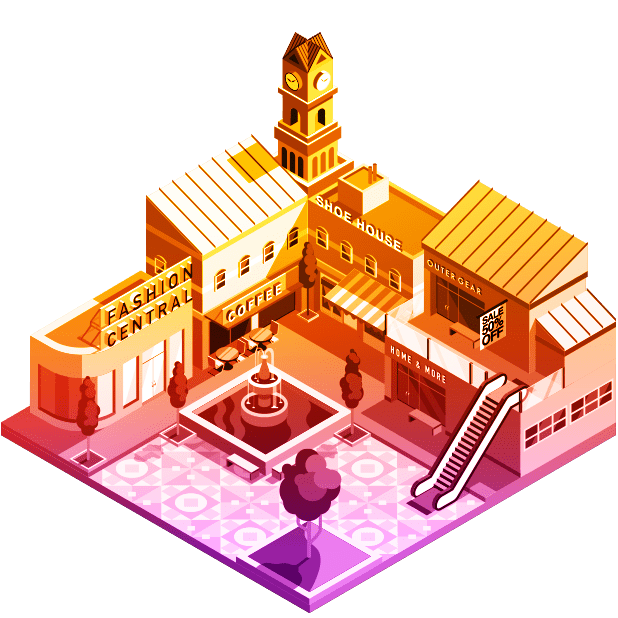 SHOE HOUSE
OUTER GEAR
FASHION
CENTRAL
COFFEE
SALE
50%
OFF
HOME & MORE